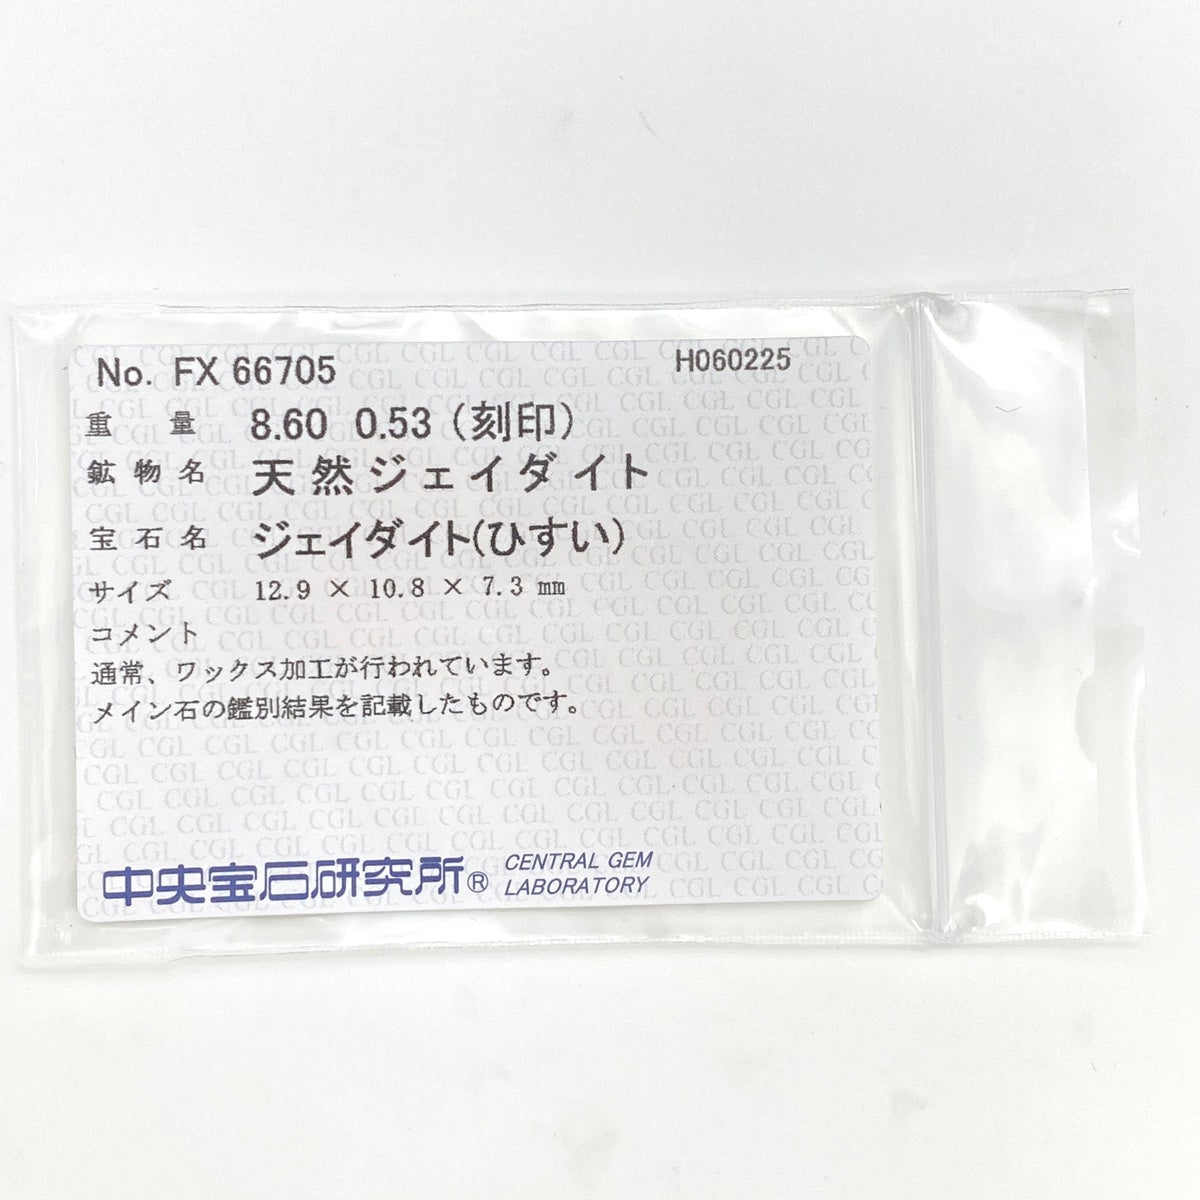 No. FX 66705 H060225
重量 8.60 0.53 (刻印)
鉱物名 天然ジェイダイト
宝石名 ジェイダイト(ひすい)
サイズ 12.9 × 10.8 × 7.3 ㎜
コメント
通常、ワックス加工が行われています。
メイン石の鑑別結果を記載したものです。
中央宝石研究所® CENTRAL GEM
LABORATORY